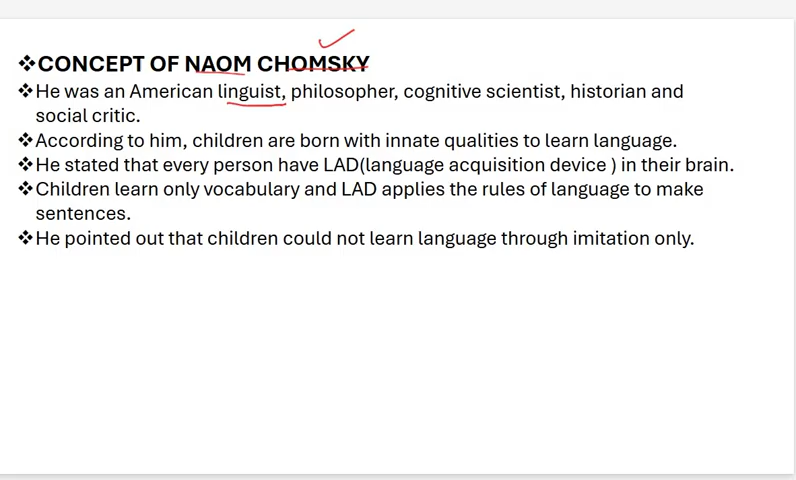 ❖CONCEPT OF NAOM CHOMSKY
❖He was an American linguist, philosopher, cognitive scientist, historian and
social critic.
❖According to him, children are born with innate qualities to learn language.
❖He stated that every person have LAD(language acquisition device ) in their brain.
❖Children learn only vocabulary and LAD applies the rules of language to make
sentences.
❖He pointed out that children could not learn language through imitation only.